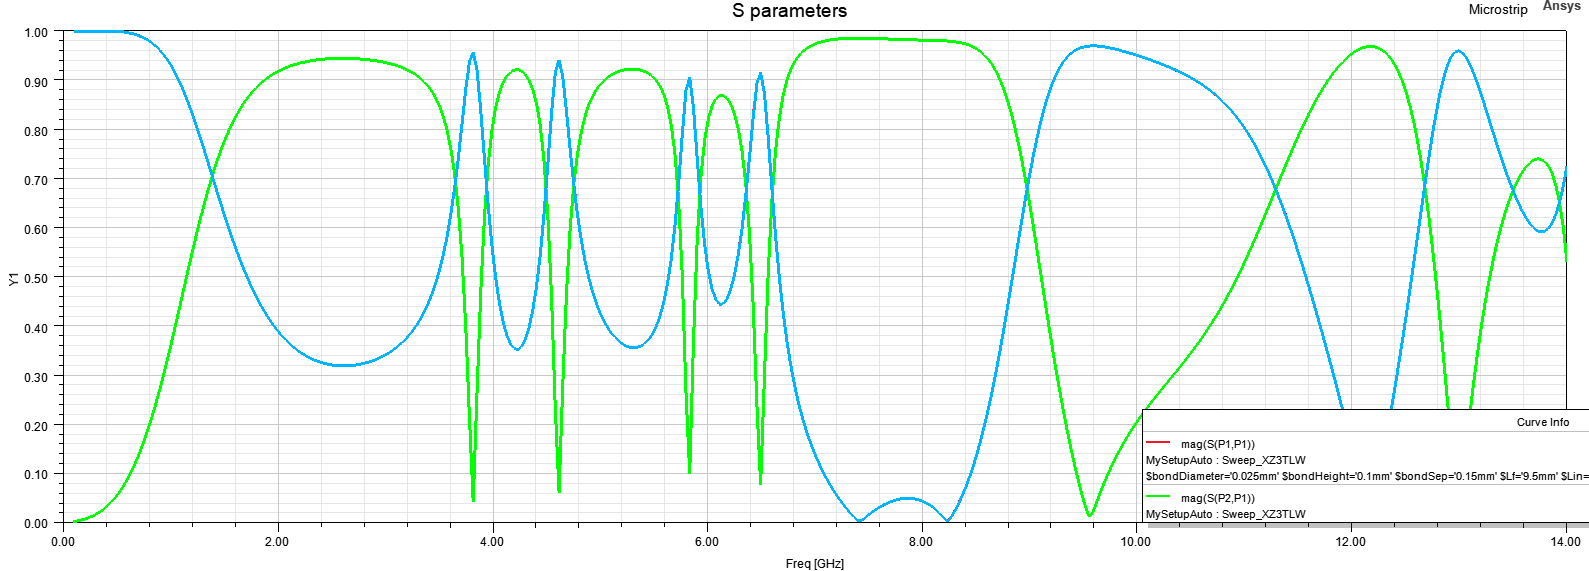 S parameters
Microstrip
Ansys
1.00
0.90
0.80
0.70
0.60
0.50
0.40
0.30
0.20
0.10
0.00
Y1
0.00 2.00 4.00 6.00 8.00 10.00 12.00 14.00
Freq [GHz]
Curve Info
mag(S(P1,P1))
MySetupAuto : Sweep_XZ3TLW
$bondDiameter='0.025mm' $bondHeight='0.1mm' $bondSep='0.15mm' $Lf='9.5mm' $Lin=
mag(S(P2,P1))
MySetupAuto : Sweep_XZ3TLW